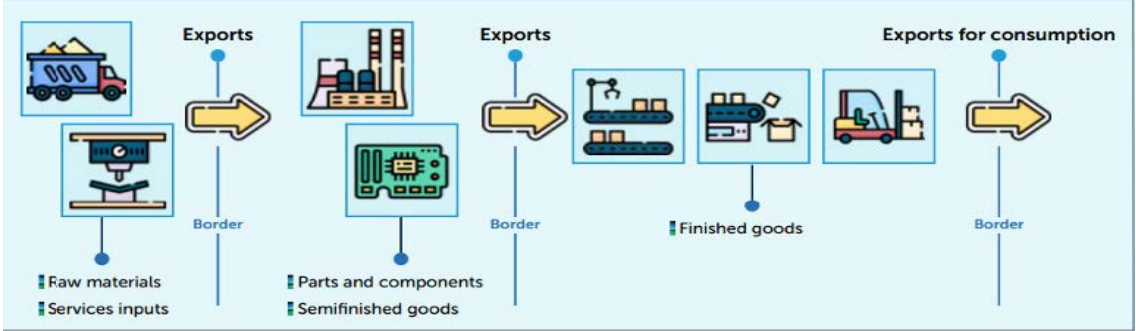 Exports
Exports
Exports for consumption
Border
Border
Finished goods
Border
Raw materials
Services inputs
Parts and components
Semifinished goods